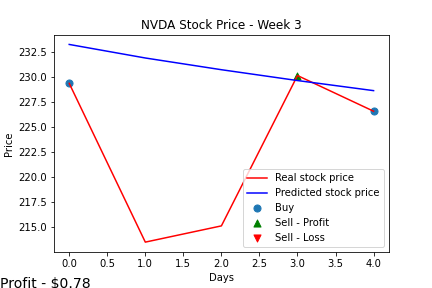 NVDA Stock Price - Week 3
Price
232.5
230.0
227.5
225.0
222.5
220.0
217.5
215.0
Real stock price
Predicted stock price
Buy
Sell - Profit
Sell - Loss
0.0 0.5 1.0 1.5 2.0 2.5 3.0 3.5 4.0
Days
Profit - $0.78